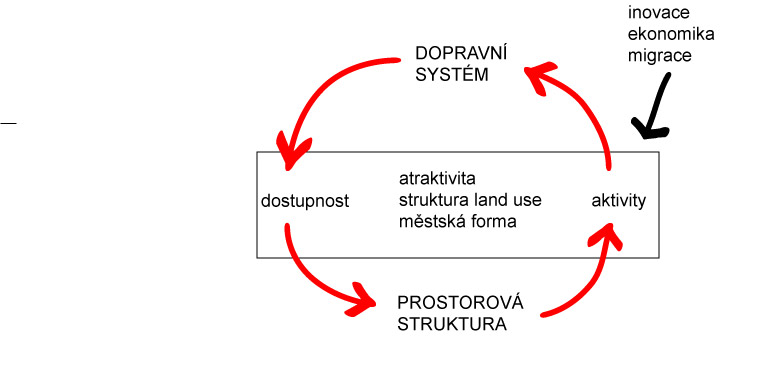 inovace
ekonomika
migrace
DOPRAVNÍ
SYSTÉM
dostupnost
atraktivita
struktura land use
městská forma
aktivity
PROSTOROVÁ
STRUKTURA